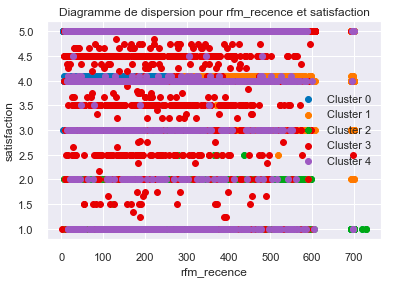 Diagramme de dispersion pour rfm_recence et satisfaction
5.0
4.5
4.0
3.5
3.0
2.5
2.0
1.5
1.0
satisfaction
Cluster 0
Cluster 1
Cluster 2
Cluster 3
Cluster 4
0 100 200 300 400 500 600 700
rfm_recence